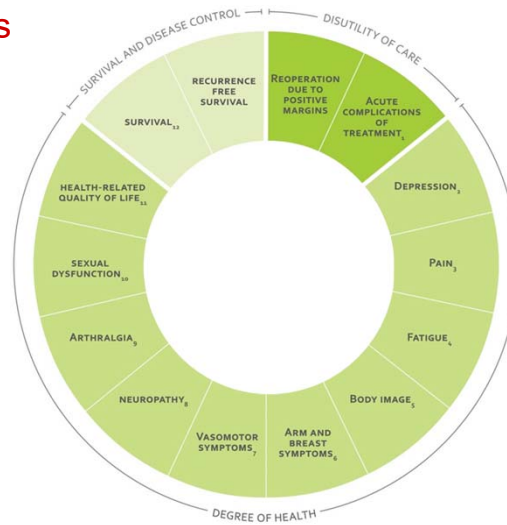 s
SURVIVAL AND DISEASE CONTROL
DISUTILITY OF CARE
RECURRENCE
FREE
SURVIVAL
REOPERATION
DUE TO
POSITIVE
MARGINS
ACUTE
COMPLICATIONS
OF
TREATMENT1
SURVIVAL12
DEPRESSION2
HEALTH-RELATED
QUALITY OF LIFE11
PAIN3
SEXUAL
DYSFUNCTION10
FATIGUE4
ARTHRALGIA9
BODY IMAGE5
NEUROPATHY8
ARM AND
BREAST
SYMPTOMS6
VASOMOTOR
SYMPTOMS7
DEGREE OF HEALTH